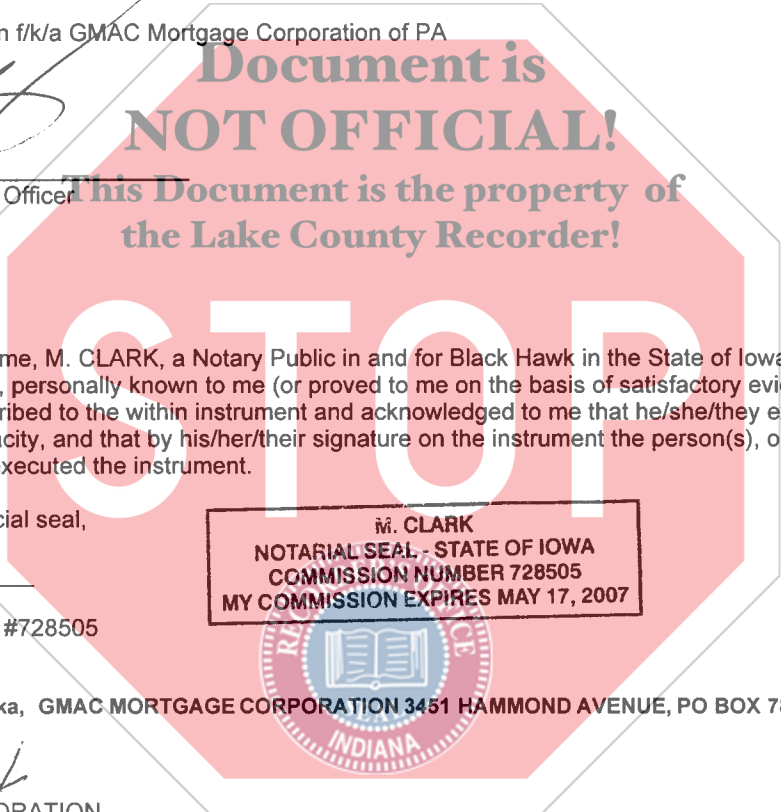 n f/k/a GMAC Mortgage Corporation of PA
Document is
NOT OFFICIAL!
Officer
This Document is the property of
the Lake County Recorder!
STOP
me, M. CLARK, a Notary Public in and for Black Hawk in the State of Iowa
, personally known to me (or proved to me on the basis of satisfactory evi
ribed to the within instrument and acknowledged to me that he/she/they e
acity, and that by his/her/their signature on the instrument the person(s), o
executed the instrument.
cial seal,
M. CLARK
NOTARIAL SEAL - STATE OF IOWA
COMMISSION NUMBER 728505
MY COMMISSION EXPIRES MAY 17, 2007
#728505
SEAL
INDIANA
ka, GMAC MORTGAGE CORPORATION 3451 HAMMOND AVENUE, PO BOX 78
ORATION